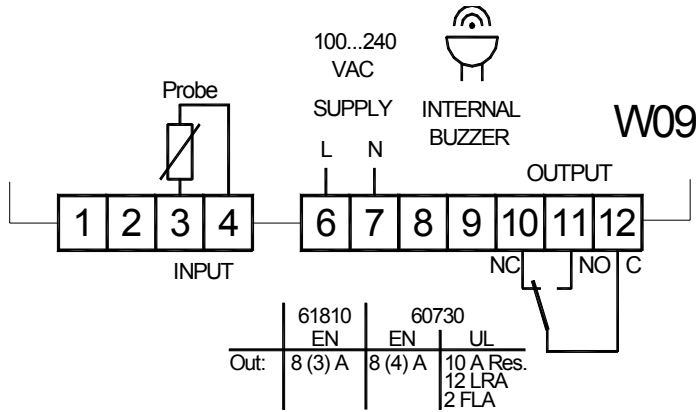 100...240
VAC
Probe
SUPPLY
INTERNAL
BUZZER
W09
L N
OUTPUT
1 2 3 4 6 7 8 9 10 11 12
INPUT
NC NO C
61810 60730
EN EN UL
Out: 8 (3) A 8 (4) A 10 A Res.
12 LRA
2 FLA